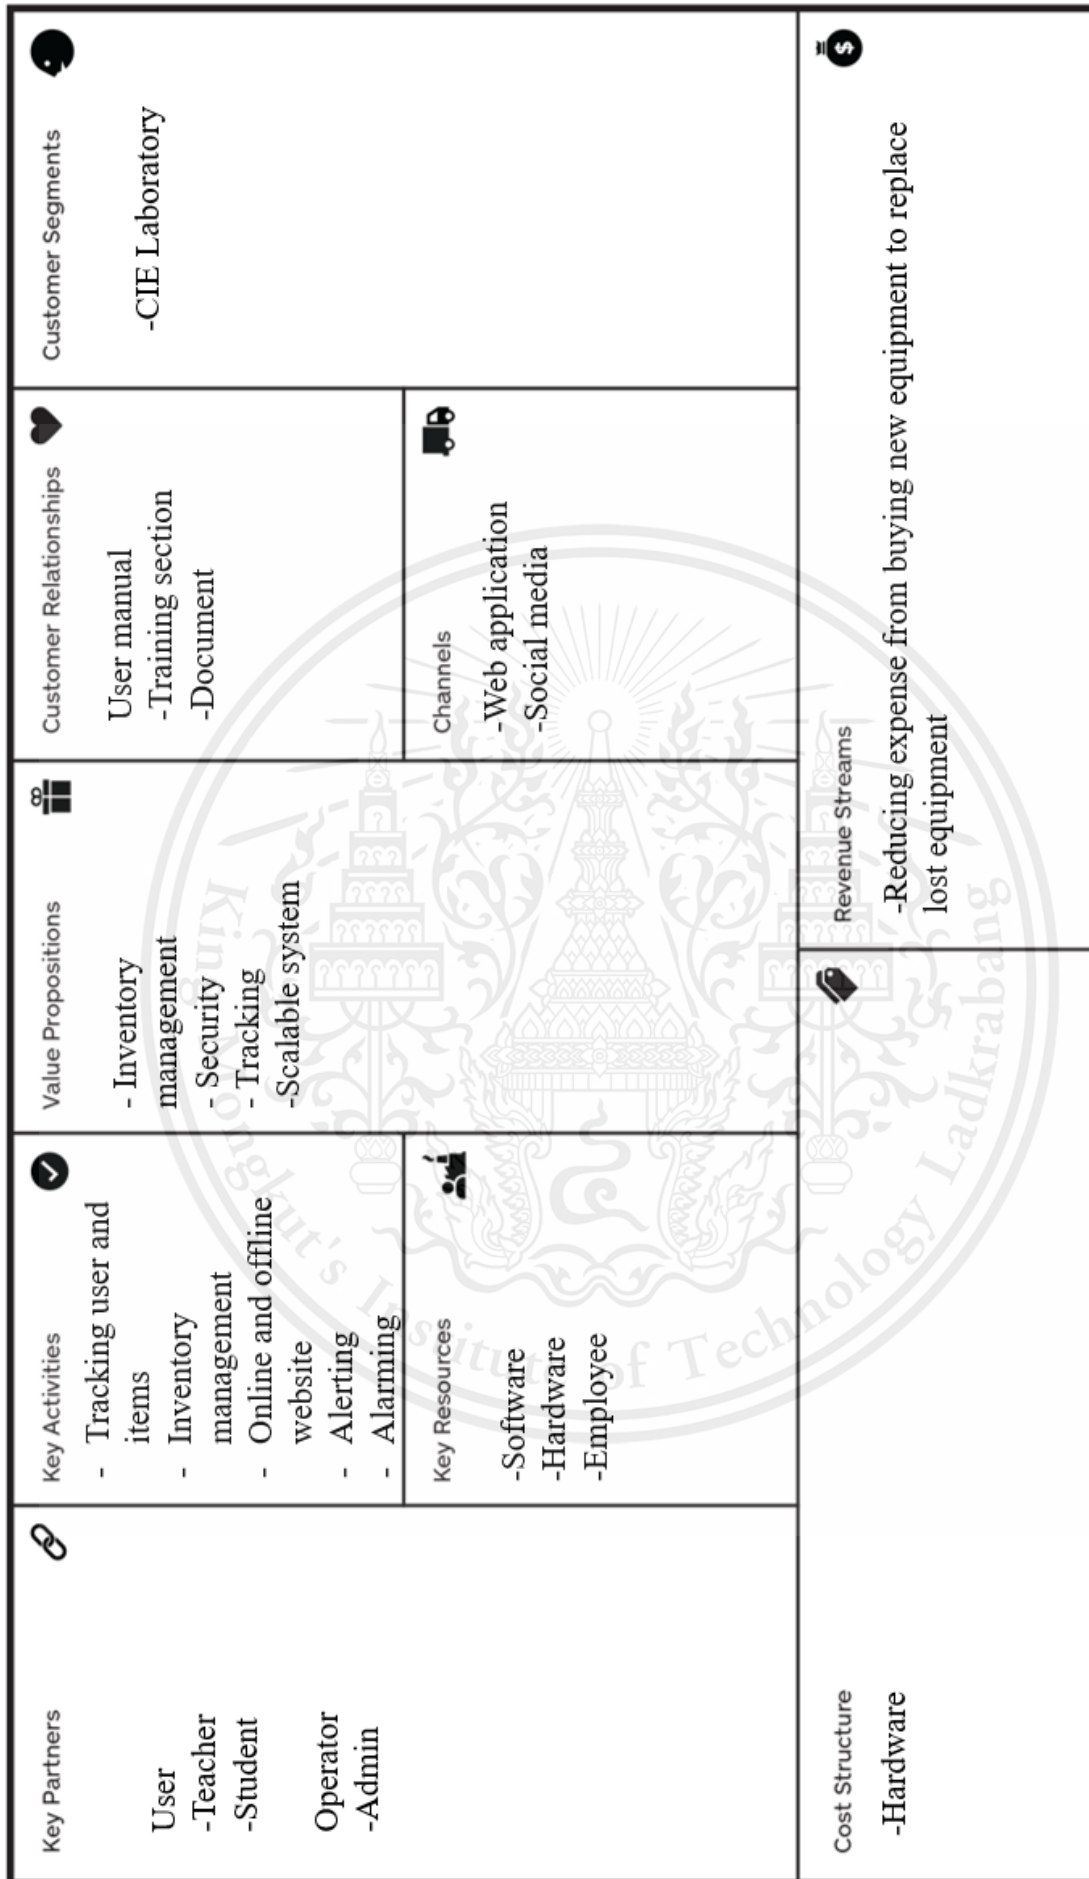 Key Partners
User
-Teacher
-Student
Operator
-Admin
Key Activities
- Tracking user and
items
- Inventory
management
- Online and offline
website
- Alerting
- Alarming
Key Resources
-Software
-Hardware
-Employee
Value Propositions
- Inventory
management
- Security
- Tracking
-Scalable system
Customer Relationships
User manual
-Training section
-Document
Channels
-Web application
-Social media
Customer Segments
-CIE Laboratory
Cost Structure
-Hardware
Revenue Streams
$
-Reducing expense from buying new equipment to replace
lost equipment
King Mongkut's Institute of Technology Ladkrabang